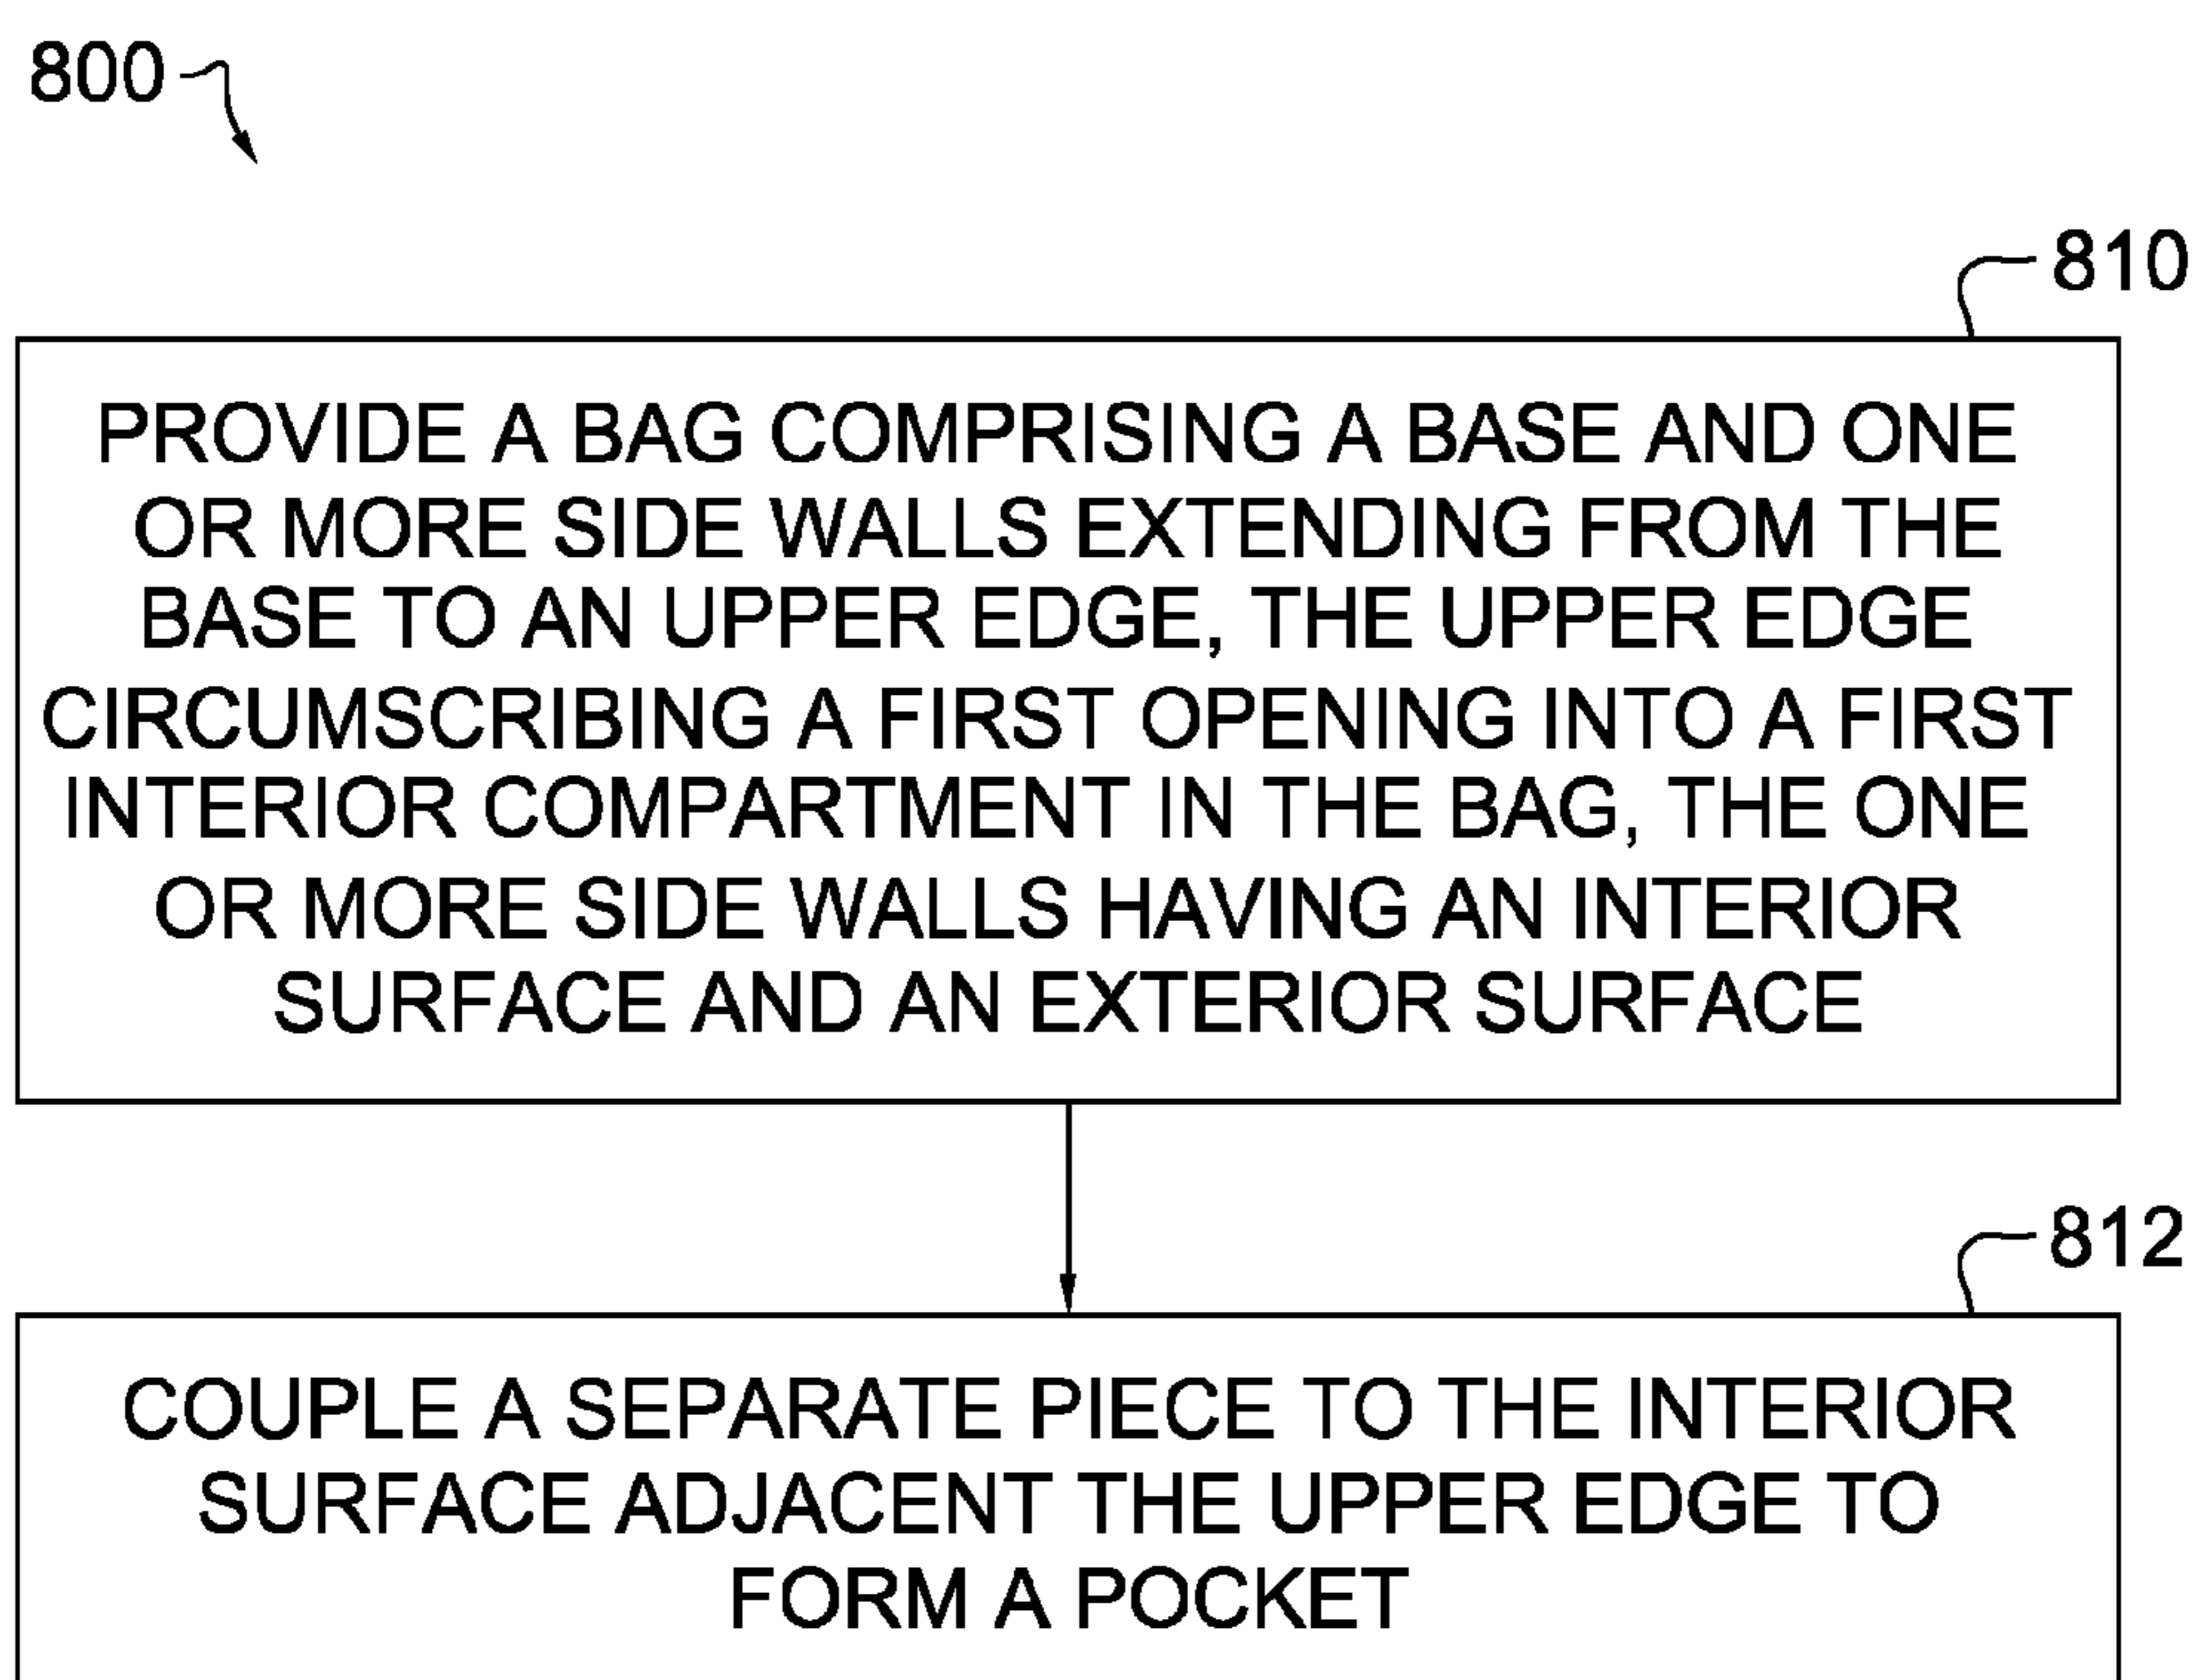 800
810
PROVIDE A BAG COMPRISING A BASE AND ONE
OR MORE SIDE WALLS EXTENDING FROM THE
BASE TO AN UPPER EDGE, THE UPPER EDGE
CIRCUMSCRIBING A FIRST OPENING INTO A FIRST
INTERIOR COMPARTMENT IN THE BAG, THE ONE
OR MORE SIDE WALLS HAVING AN INTERIOR
SURFACE AND AN EXTERIOR SURFACE
812
COUPLE A SEPARATE PIECE TO THE INTERIOR
SURFACE ADJACENT THE UPPER EDGE TO
FORM A POCKET